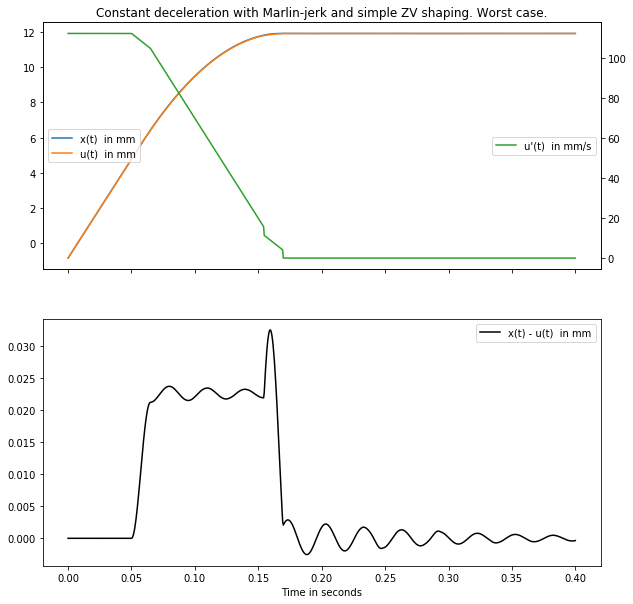 Constant deceleration with Marlin-jerk and simple ZV shaping. Worst case.
12
10
8
6
4
2
0
x(t)  in mm
u(t)  in mm
u'(t)  in mm/s
100
80
60
40
20
0
0.030
0.025
0.020
0.015
0.010
0.005
0.000
x(t) - u(t)  in mm
0.00 0.05 0.10 0.15 0.20 0.25 0.30 0.35 0.40
Time in seconds